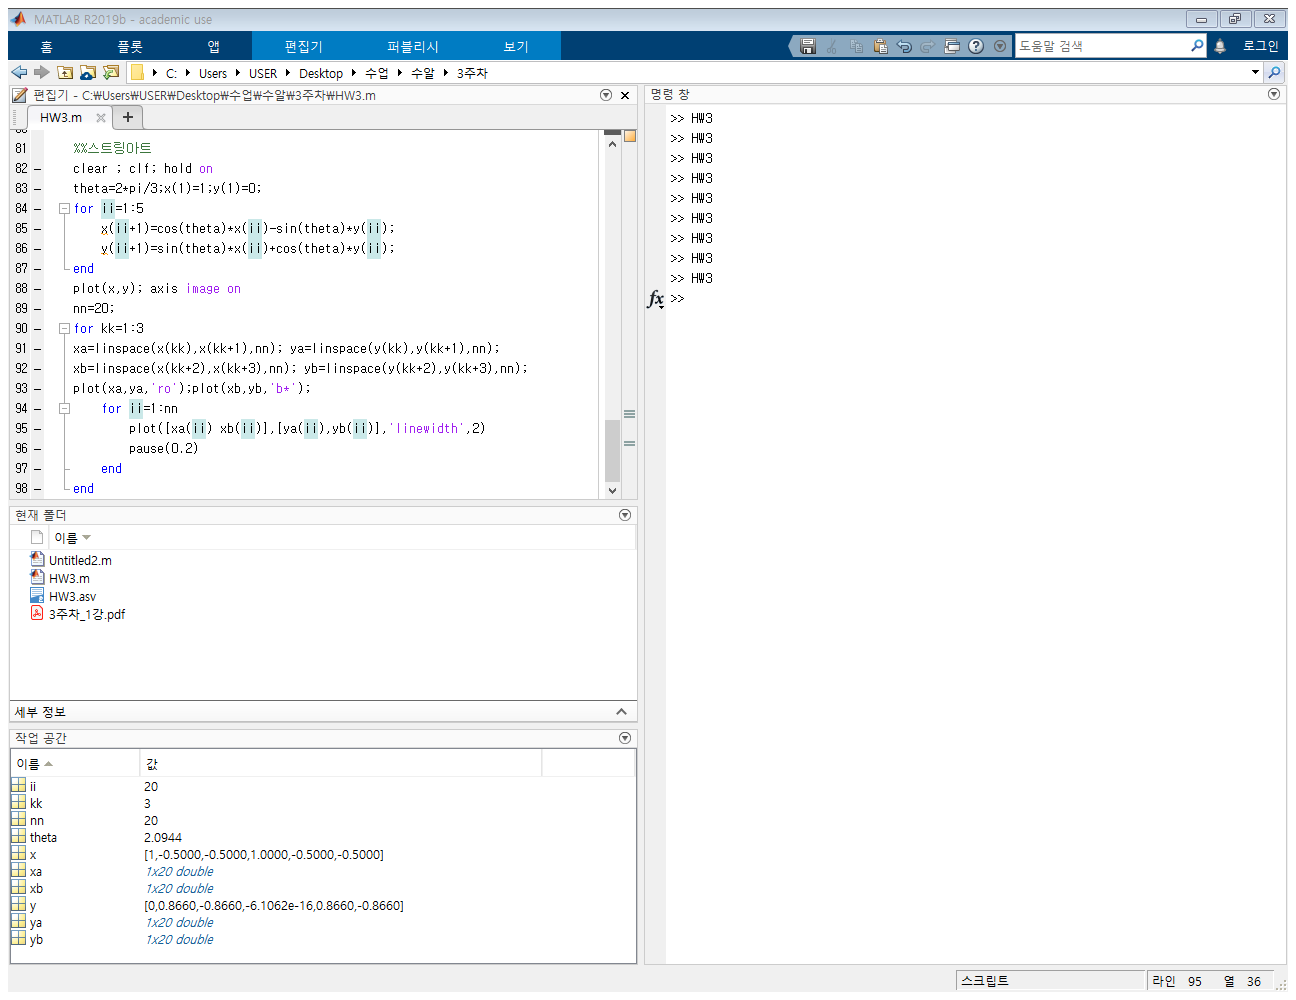 MATLAB R2019b - academic use
홈 플롯 앱 편집기 퍼블리시 보기 도움말 검색 로그인
C: Users USER Desktop 수업 수알 3주차
편집기 - C:₩Users₩USER₩Desktop₩수업₩수알₩3주차₩HW3.m
HW3.m +
81 %%스트링아트
82 – clear ; clf; hold on
83 – theta=2*pi/3;x(1)=1;y(1)=0;
84 – for ii=1:5
85 – x(ii+1)=cos(theta)*x(ii)-sin(theta)*y(ii);
86 – y(ii+1)=sin(theta)*x(ii)+cos(theta)*y(ii);
87 – end
88 – plot(x,y); axis image on
89 – nn=20;
90 – for kk=1:3
91 – xa=linspace(x(kk),x(kk+1),nn); ya=linspace(y(kk),y(kk+1),nn);
92 – xb=linspace(x(kk+2),x(kk+3),nn); yb=linspace(y(kk+2),y(kk+3),nn);
93 – plot(xa,ya,'ro');plot(xb,yb,'b*');
94 – for ii=1:nn
95 – plot([xa(ii) xb(ii)],[ya(ii),yb(ii)],'linewidth',2)
96 – pause(0.2)
97 – end
98 – end
현재 폴더
이름
Untitled2.m
HW3.m
HW3.asv
3주차_1강.pdf
세부 정보
작업 공간
이름 값
ii 20
kk 3
nn 20
theta 2.0944
x [1,-0.5000,-0.5000,1.0000,-0.5000,-0.5000]
xa 1x20 double
xb 1x20 double
y [0,0.8660,-0.8660,-6.1062e-16,0.8660,-0.8660]
ya 1x20 double
yb 1x20 double
명령 창
>> HW3
>> HW3
>> HW3
>> HW3
>> HW3
>> HW3
>> HW3
>> HW3
>> HW3
fx >>
스크립트 라인 95 열 36